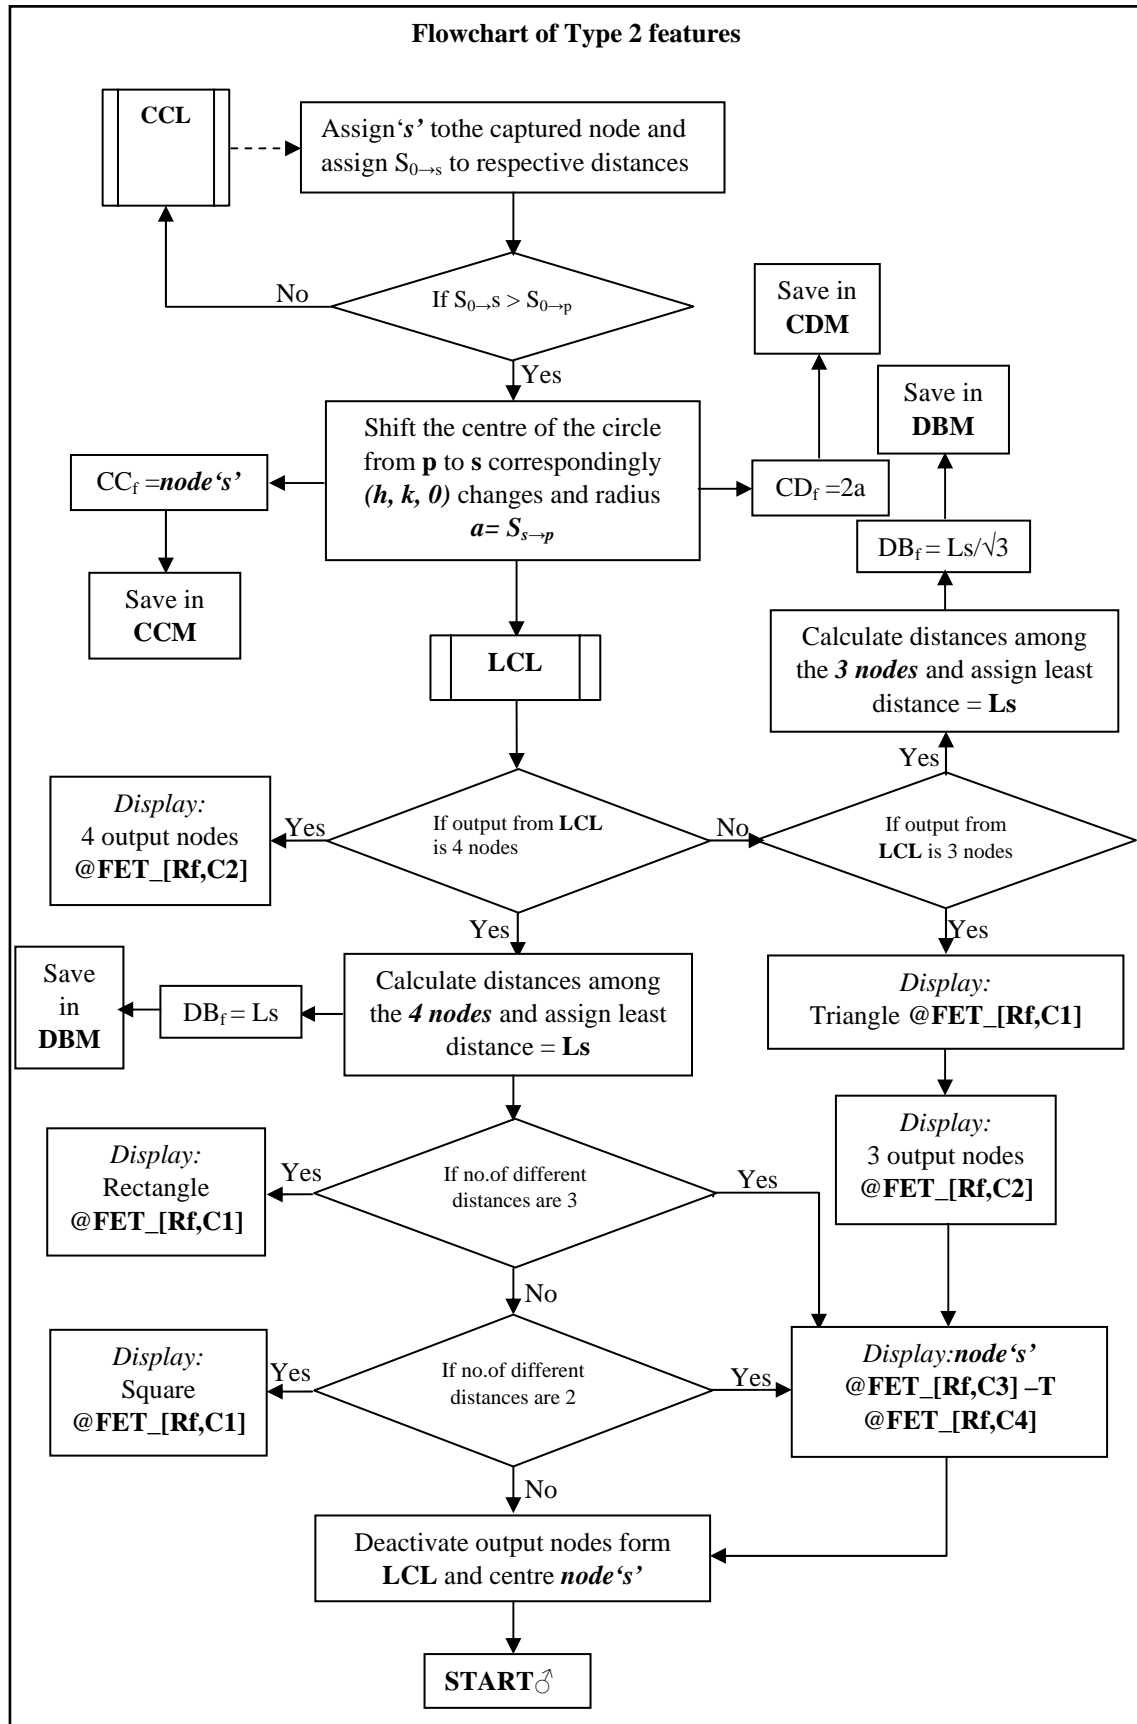 Flowchart of Type 2 features
CCL
Assign‘s’ tothe captured node and
assign S0→s to respective distances
No
If S0→s > S0→p
Yes
Save in
CDM
Save in
DBM
Shift the centre of the circle
from p to s correspondingly
(h, k, 0) changes and radius
a= Ss→p
CCf =node‘s’
CDf =2a
DBf = Ls/√3
Save in
CCM
LCL
Calculate distances among
the 3 nodes and assign least
distance = Ls
Yes
Display:
4 output nodes
@FET_[Rf,C2]
Yes
If output from LCL
is 4 nodes
No
If output from
LCL is 3 nodes
Yes
Yes
Save
in
DBM
DBf = Ls
Calculate distances among
the 4 nodes and assign least
distance = Ls
Display:
Triangle @FET_[Rf,C1]
Display:
3 output nodes
@FET_[Rf,C2]
Display:
Rectangle
@FET_[Rf,C1]
Yes
If no.of different
distances are 3
Yes
No
Display:
Square
@FET_[Rf,C1]
Yes
If no.of different
distances are 2
Yes
Display:node‘s’
@FET_[Rf,C3] –T
@FET_[Rf,C4]
No
Deactivate output nodes form
LCL and centre node‘s’
START♂